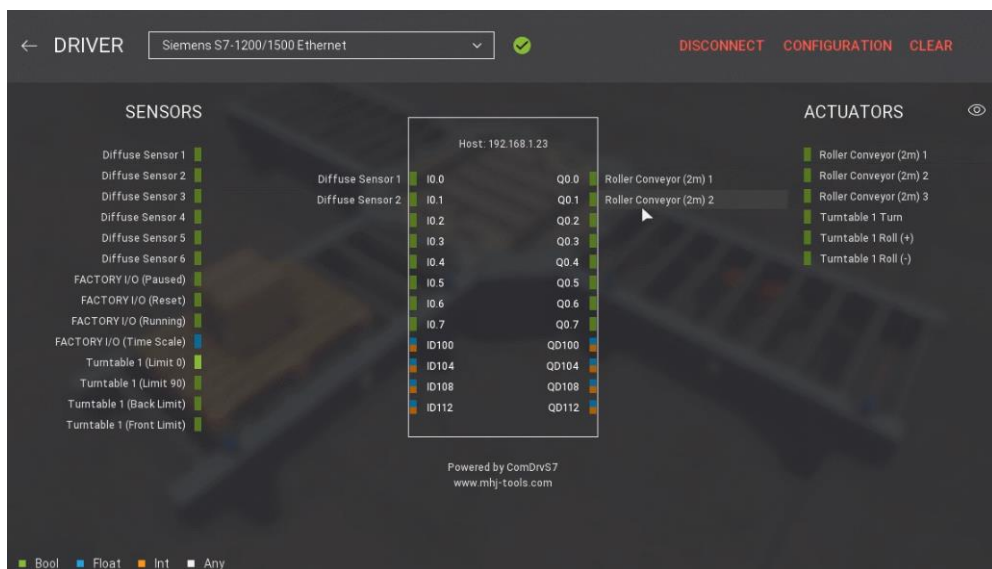 DRIVER
Siemens S7-1200/1500 Ethernet
DISCONNECT CONFIGURATION CLEAR
SENSORS
Diffuse Sensor 1
Diffuse Sensor 2
Diffuse Sensor 3
Diffuse Sensor 4
Diffuse Sensor 5
Diffuse Sensor 6
FACTORY I/O (Paused)
FACTORY I/O (Reset)
FACTORY I/O (Running)
FACTORY I/O (Time Scale)
Turntable 1 (Limit 0)
Turntable 1 (Limit 90)
Turntable 1 (Back Limit)
Turntable 1 (Front Limit)
Host: 192.168.1.23
Diffuse Sensor 1 I0.0 Q0.0 Roller Conveyor (2m) 1
Diffuse Sensor 2 I0.1 Q0.1 Roller Conveyor (2m) 2
I0.2 Q0.2
I0.3 Q0.3
I0.4 Q0.4
I0.5 Q0.5
I0.6 Q0.6
I0.7 Q0.7
ID100 QD100
ID104 QD104
ID108 QD108
ID112 QD112
Powered by ComDrvS7
www.mhj-tools.com
ACTUATORS
Roller Conveyor (2m) 1
Roller Conveyor (2m) 2
Roller Conveyor (2m) 3
Turntable 1 Turn
Turntable 1 Roll (+)
Turntable 1 Roll (-)
Bool Float Int Any